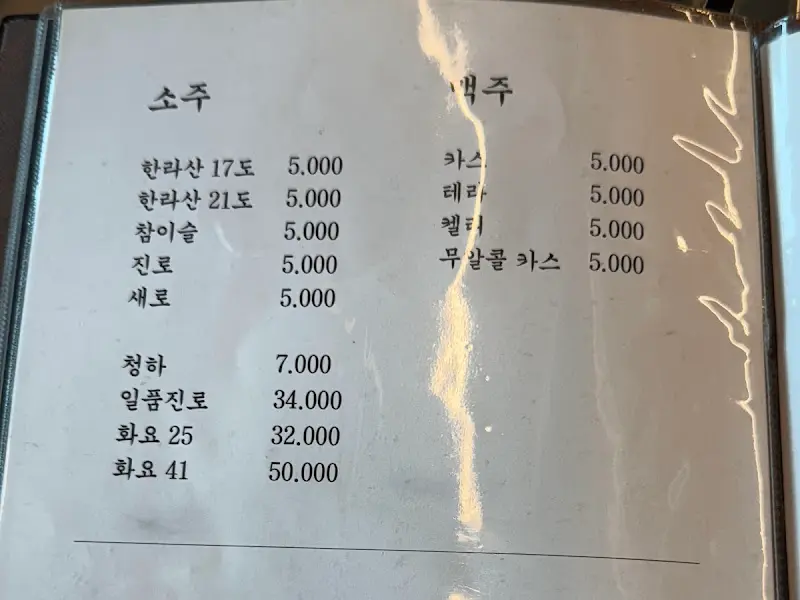 소주
한라산 17도 5.000
한라산 21도 5.000
참이슬 5.000
진로 5.000
새로 5.000
청하 7.000
일품진로 34.000
화요 25 32.000
화요 41 50.000
맥주
카스 5.000
테라 5.000
켈리 5.000
무알콜 카스 5.000